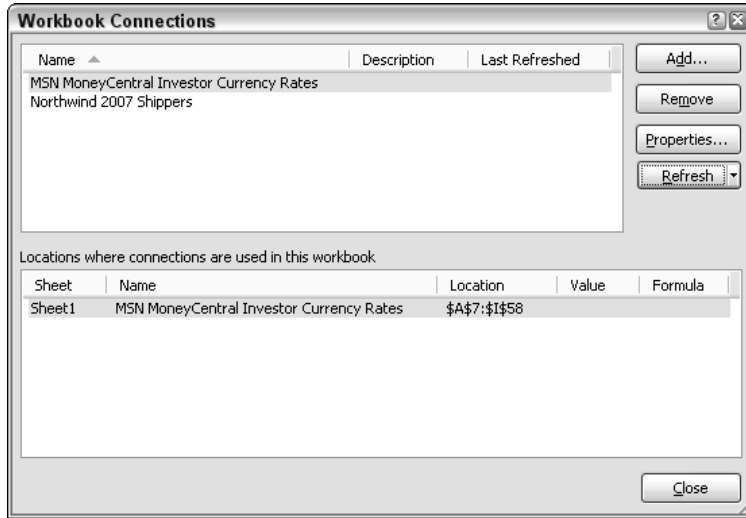 Workbook Connections
Name Description Last Refreshed
MSN MoneyCentral Investor Currency Rates
Northwind 2007 Shippers
Add...
Remove
Properties...
Refresh
Locations where connections are used in this workbook
Sheet Name Location Value Formula
Sheet1 MSN MoneyCentral Investor Currency Rates $A$7:$I$58
Close